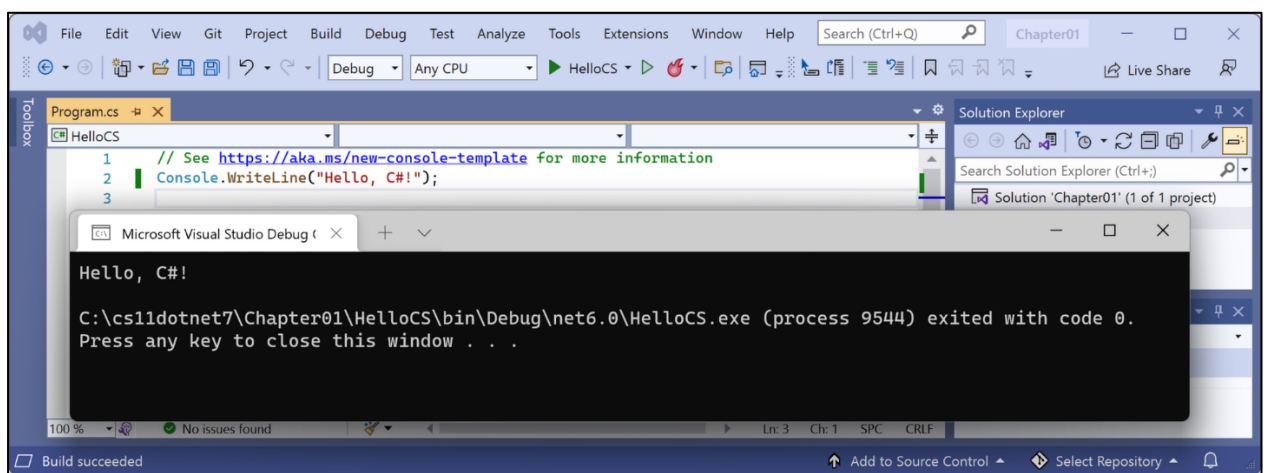 File Edit View Git Project Build Debug Test Analyze Tools Extensions Window Help Search (Ctrl+Q) Chapter01
Debug Any CPU HelloCS Live Share
Toolbox
Program.cs
C# HelloCS
1 // See https://aka.ms/new-console-template for more information
2 Console.WriteLine("Hello, C#!");
3
Solution Explorer
Search Solution Explorer (Ctrl+;)
Solution 'Chapter01' (1 of 1 project)
Microsoft Visual Studio Debug
Hello, C#!
C:\cs11dotnet7\Chapter01\HelloCS\bin\Debug\net6.0\HelloCS.exe (process 9544) exited with code 0.
Press any key to close this window . . .
100 % No issues found Ln: 3 Ch: 1 SPC CRLF
Build succeeded Add to Source Control Select Repository